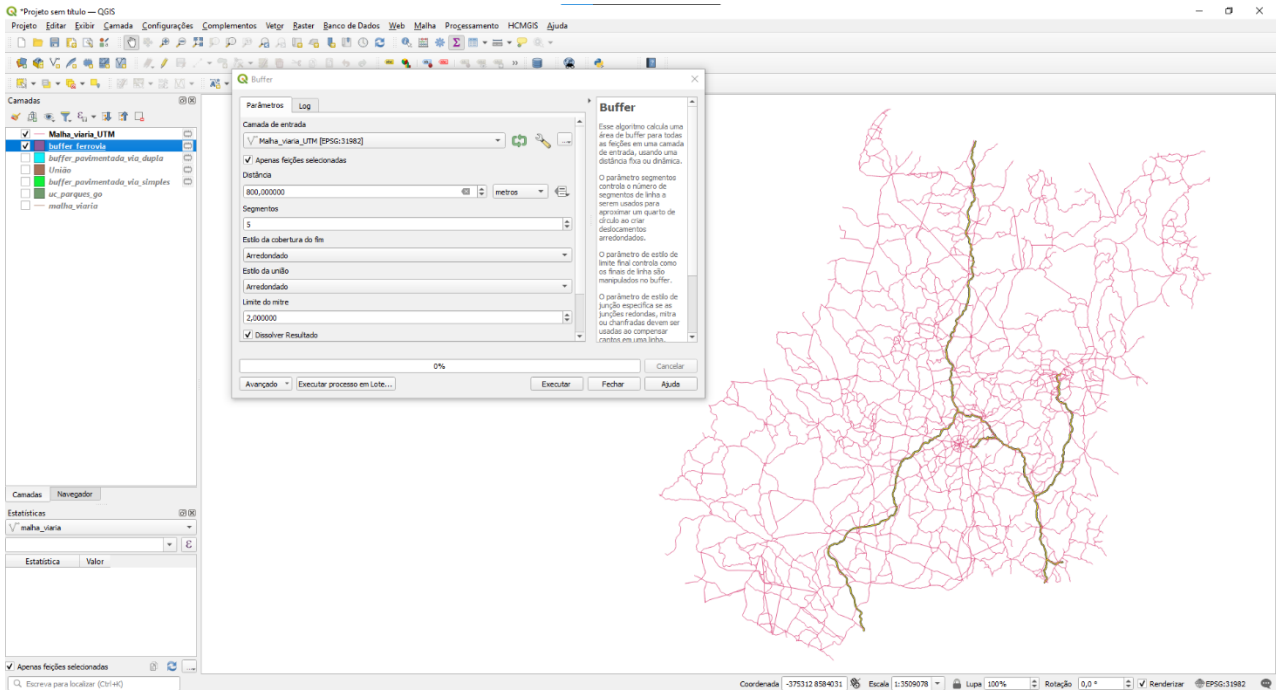 *Projeto sem título — QGIS
Projeto Editar Exibir Camada Configurações Complementos Vetor Raster Banco de Dados Web Malha Processamento HCMGIS Ajuda
Camadas
Malha_viaria_UTM
buffer_ferrovia
buffer_pavimentada_via_dupla
União
buffer_pavimentada_via_simples
uc_parques_go
malha_viaria
Camadas Navegador
Estatísticas
malha_viaria
Estatística Valor
Apenas feições selecionadas
Escreva para localizar (Ctrl+K)
Buffer
Parâmetros Log
Camada de entrada
Malha_viaria_UTM [EPSG:31982]
Apenas feições selecionadas
Distância
800,000000 metros
Segmentos
5
Estilo da cobertura do fim
Arredondado
Estilo da união
Arredondado
Limite do mitre
2,000000
Dissolver Resultado
0%
Cancelar
Avançado Executar processo em Lote... Executar Fechar Ajuda
Buffer
Esse algoritmo calcula uma
área de buffer para todas
as feições em uma camada
de entrada, usando uma
distância fixa ou dinâmica.
O parâmetro segmentos
controla o número de
segmentos de linha a
serem usados para
aproximar um quarto de
círculo ao criar
deslocamentos
arredondados.
O parâmetro de estilo de
limite final controla como
os finais de linha são
manipulados no buffer.
O parâmetro de estilo de
junção especifica se as
junções redondas, mitra
ou chanfradas devem ser
usadas ao compensar
cantos em uma linha.
Coordenada -375312 8584031 Escala 1:3509078 Lupa 100% Rotação 0,0 ° Renderizar EPSG:31982